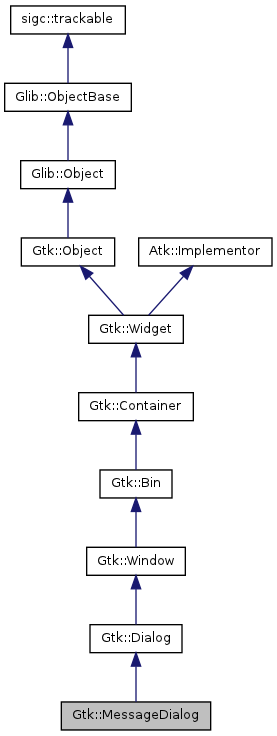 sigc::trackable
Glib::ObjectBase
Glib::Object
Gtk::Object
Atk::Implementor
Gtk::Widget
Gtk::Container
Gtk::Bin
Gtk::Window
Gtk::Dialog
Gtk::MessageDialog